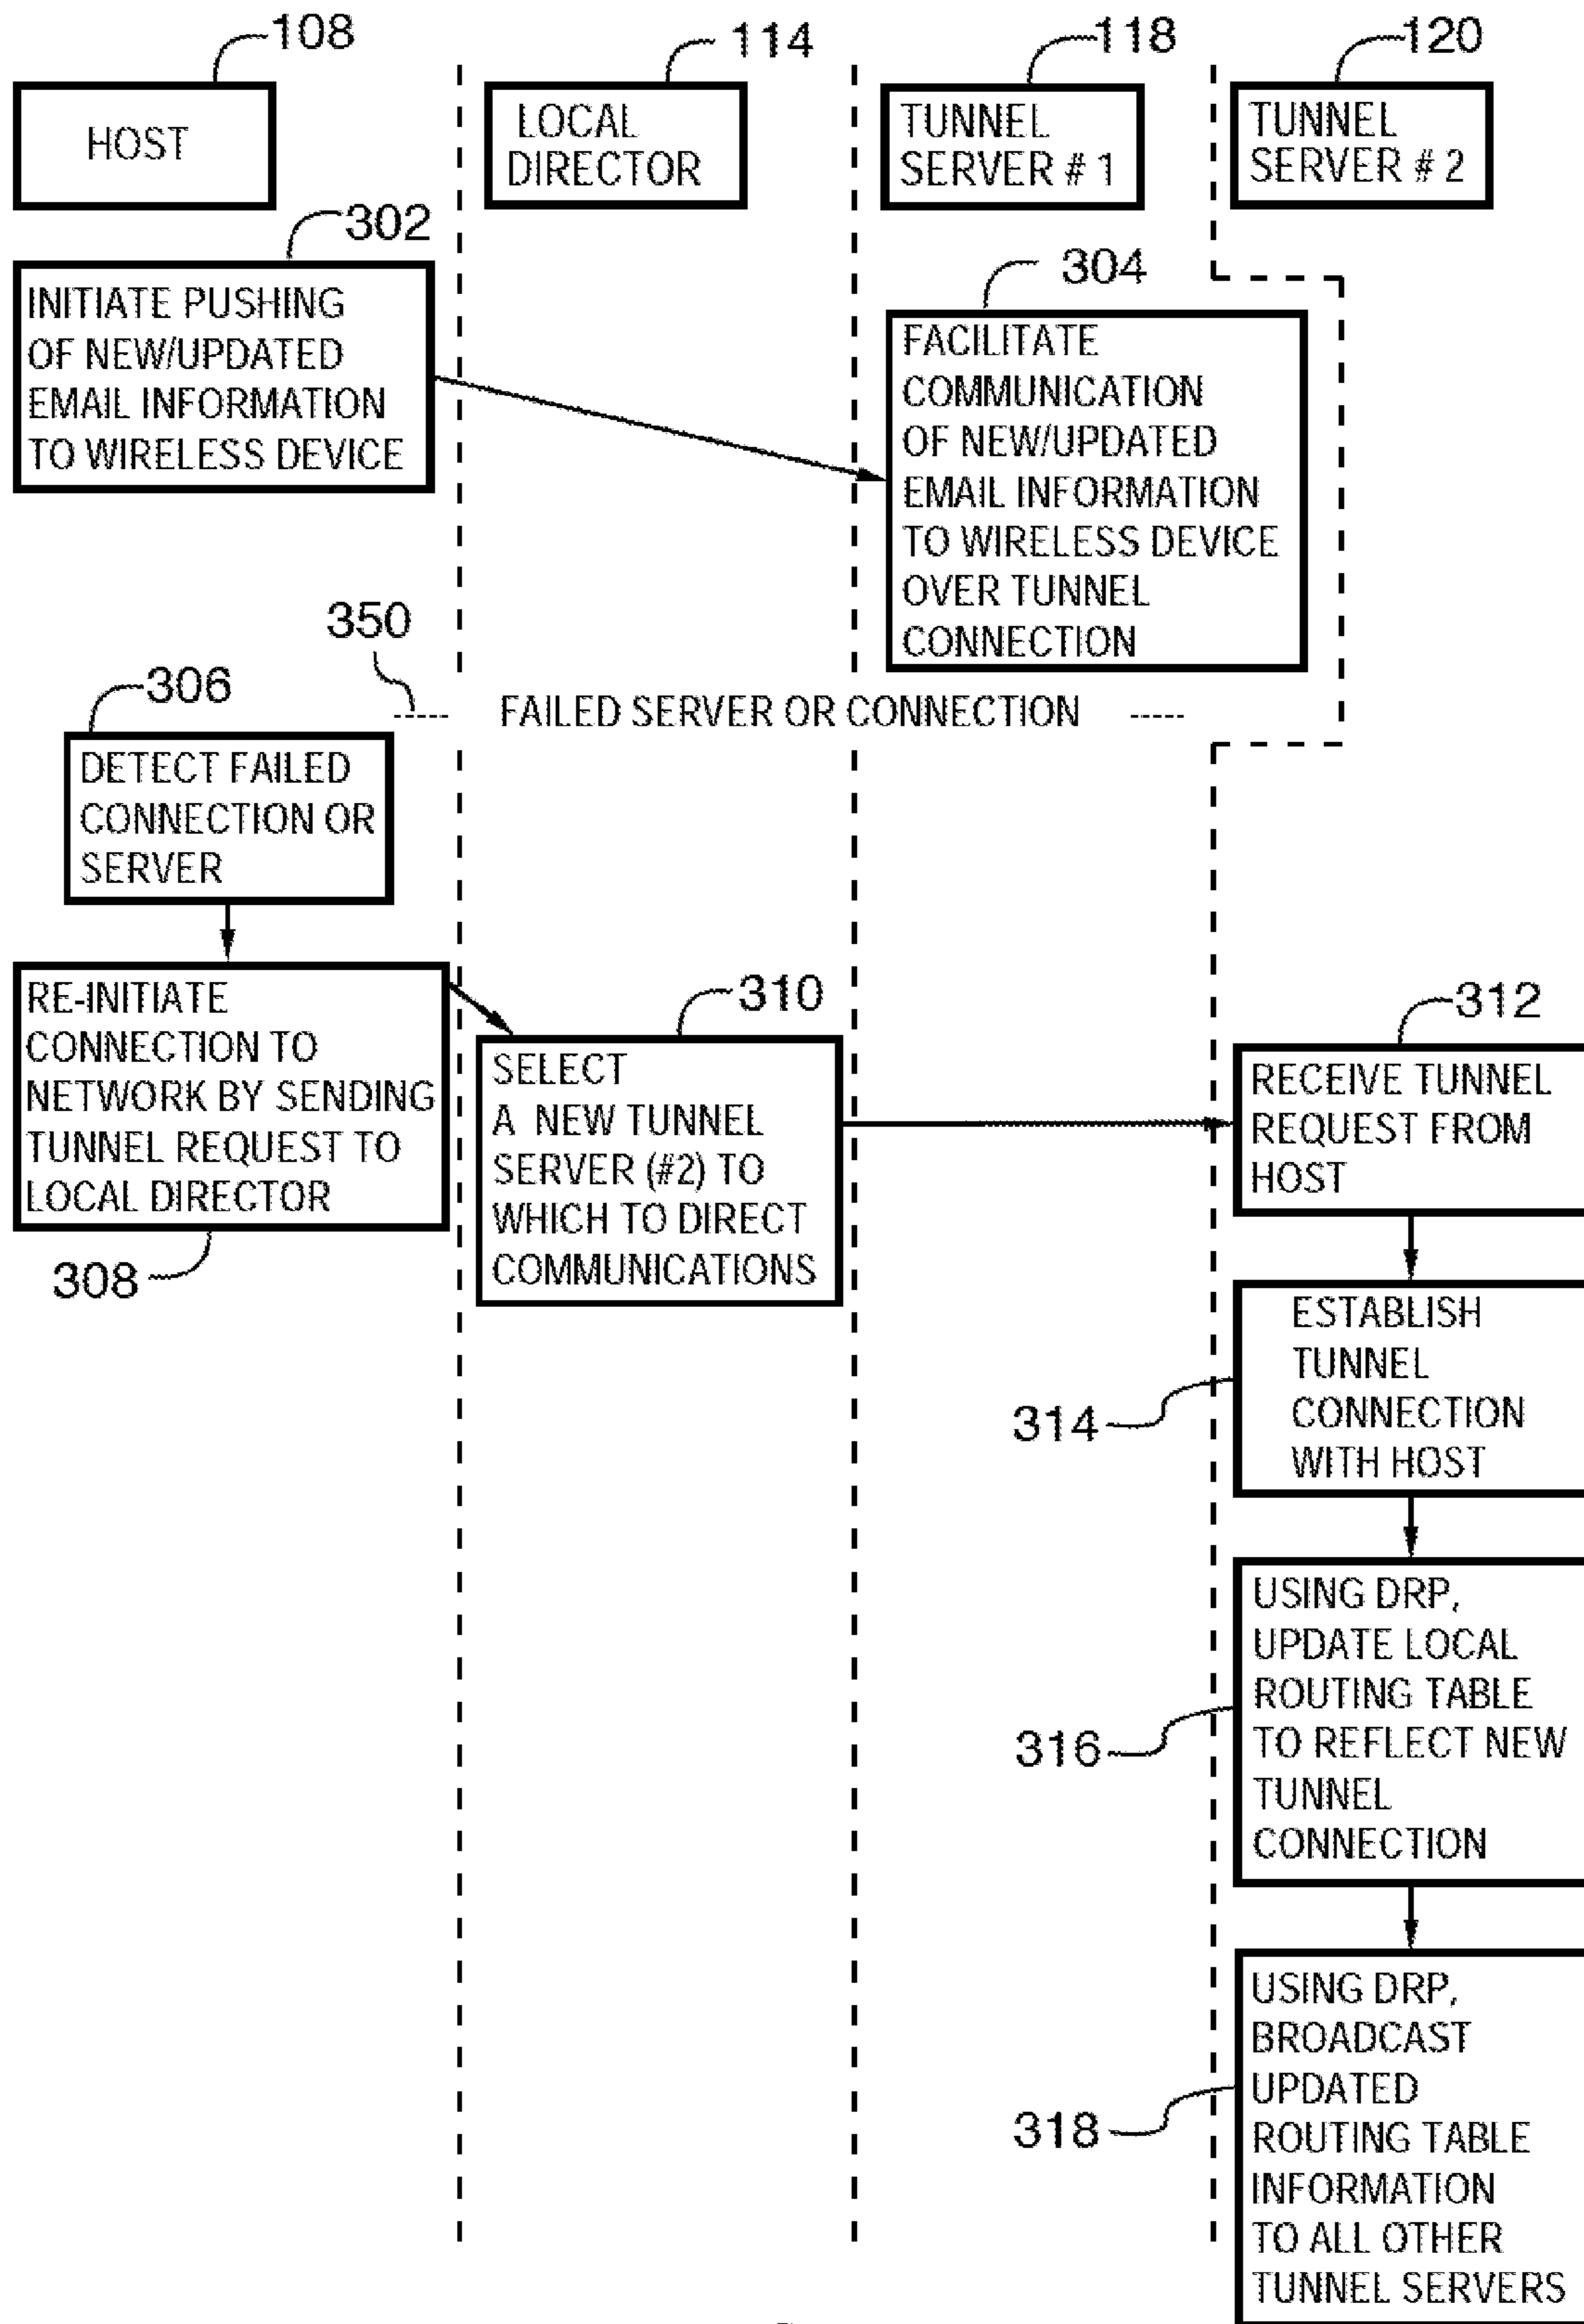 108
114
118
120
HOST
LOCAL
DIRECTOR
TUNNEL
SERVER # 1
TUNNEL
SERVER # 2
302
INITIATE PUSHING
OF NEW/UPDATED
EMAIL INFORMATION
TO WIRELESS DEVICE
304
FACILITATE
COMMUNICATION
OF NEW/UPDATED
EMAIL INFORMATION
TO WIRELESS DEVICE
OVER TUNNEL
CONNECTION
350
FAILED SERVER OR CONNECTION
306
DETECT FAILED
CONNECTION OR
SERVER
RE-INITIATE
CONNECTION TO
NETWORK BY SENDING
TUNNEL REQUEST TO
LOCAL DIRECTOR
308
310
SELECT
A NEW TUNNEL
SERVER (#2) TO
WHICH TO DIRECT
COMMUNICATIONS
312
RECEIVE TUNNEL
REQUEST FROM
HOST
314
ESTABLISH
TUNNEL
CONNECTION
WITH HOST
316
USING DRP,
UPDATE LOCAL
ROUTING TABLE
TO REFLECT NEW
TUNNEL
CONNECTION
318
USING DRP,
BROADCAST
UPDATED
ROUTING TABLE
INFORMATION
TO ALL OTHER
TUNNEL SERVERS